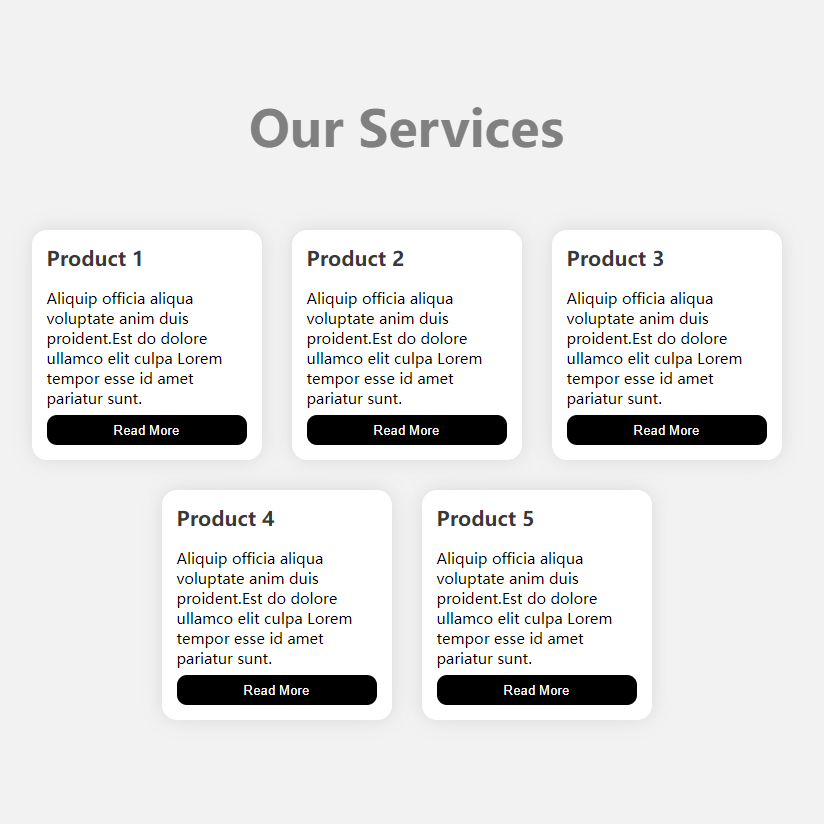 Our Services
Product 1
Aliquip officia aliqua
voluptate anim duis
proident.Est do dolore
ullamco elit culpa Lorem
tempor esse id amet
pariatur sunt.
Read More
Product 2
Aliquip officia aliqua
voluptate anim duis
proident.Est do dolore
ullamco elit culpa Lorem
tempor esse id amet
pariatur sunt.
Read More
Product 3
Aliquip officia aliqua
voluptate anim duis
proident.Est do dolore
ullamco elit culpa Lorem
tempor esse id amet
pariatur sunt.
Read More
Product 4
Aliquip officia aliqua
voluptate anim duis
proident.Est do dolore
ullamco elit culpa Lorem
tempor esse id amet
pariatur sunt.
Read More
Product 5
Aliquip officia aliqua
voluptate anim duis
proident.Est do dolore
ullamco elit culpa Lorem
tempor esse id amet
pariatur sunt.
Read More